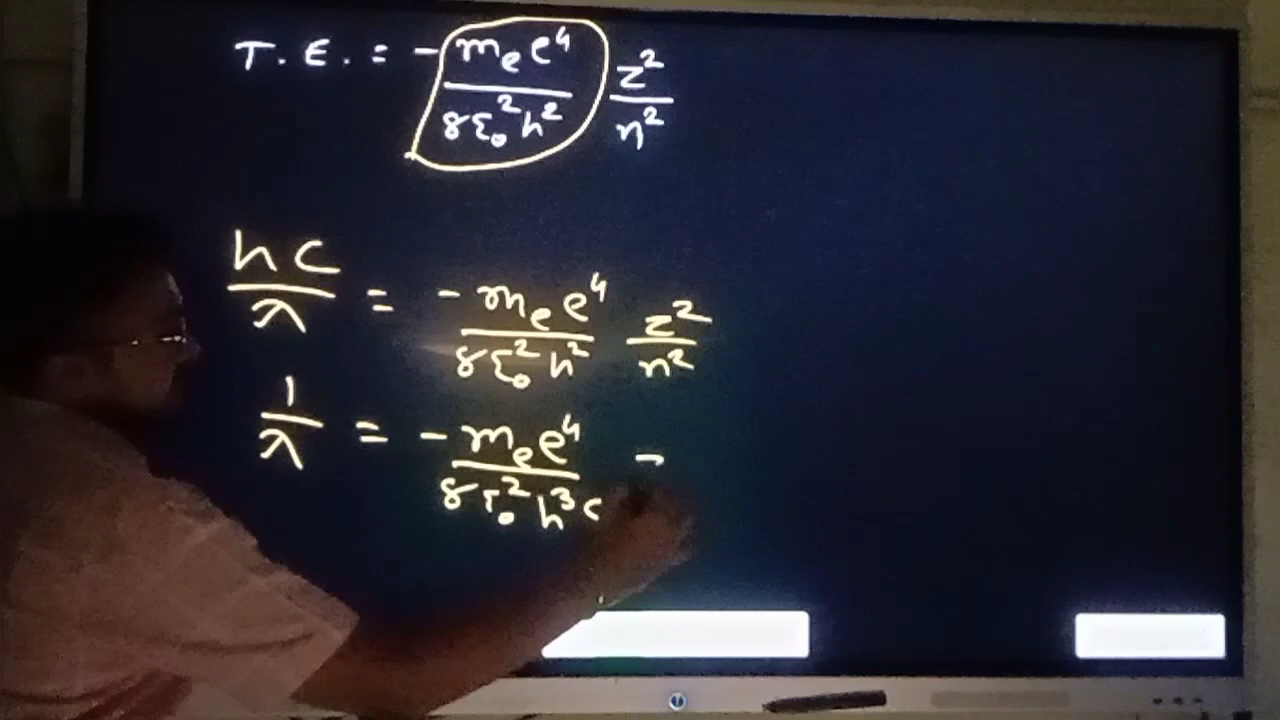 T.E. = - mₑe⁴ / 8ε₀²h² z² / n²
hc / λ = - mₑe⁴ / 8ε₀²h² z² / n²
1 / λ = - mₑe⁴ / 8ε₀²h³c